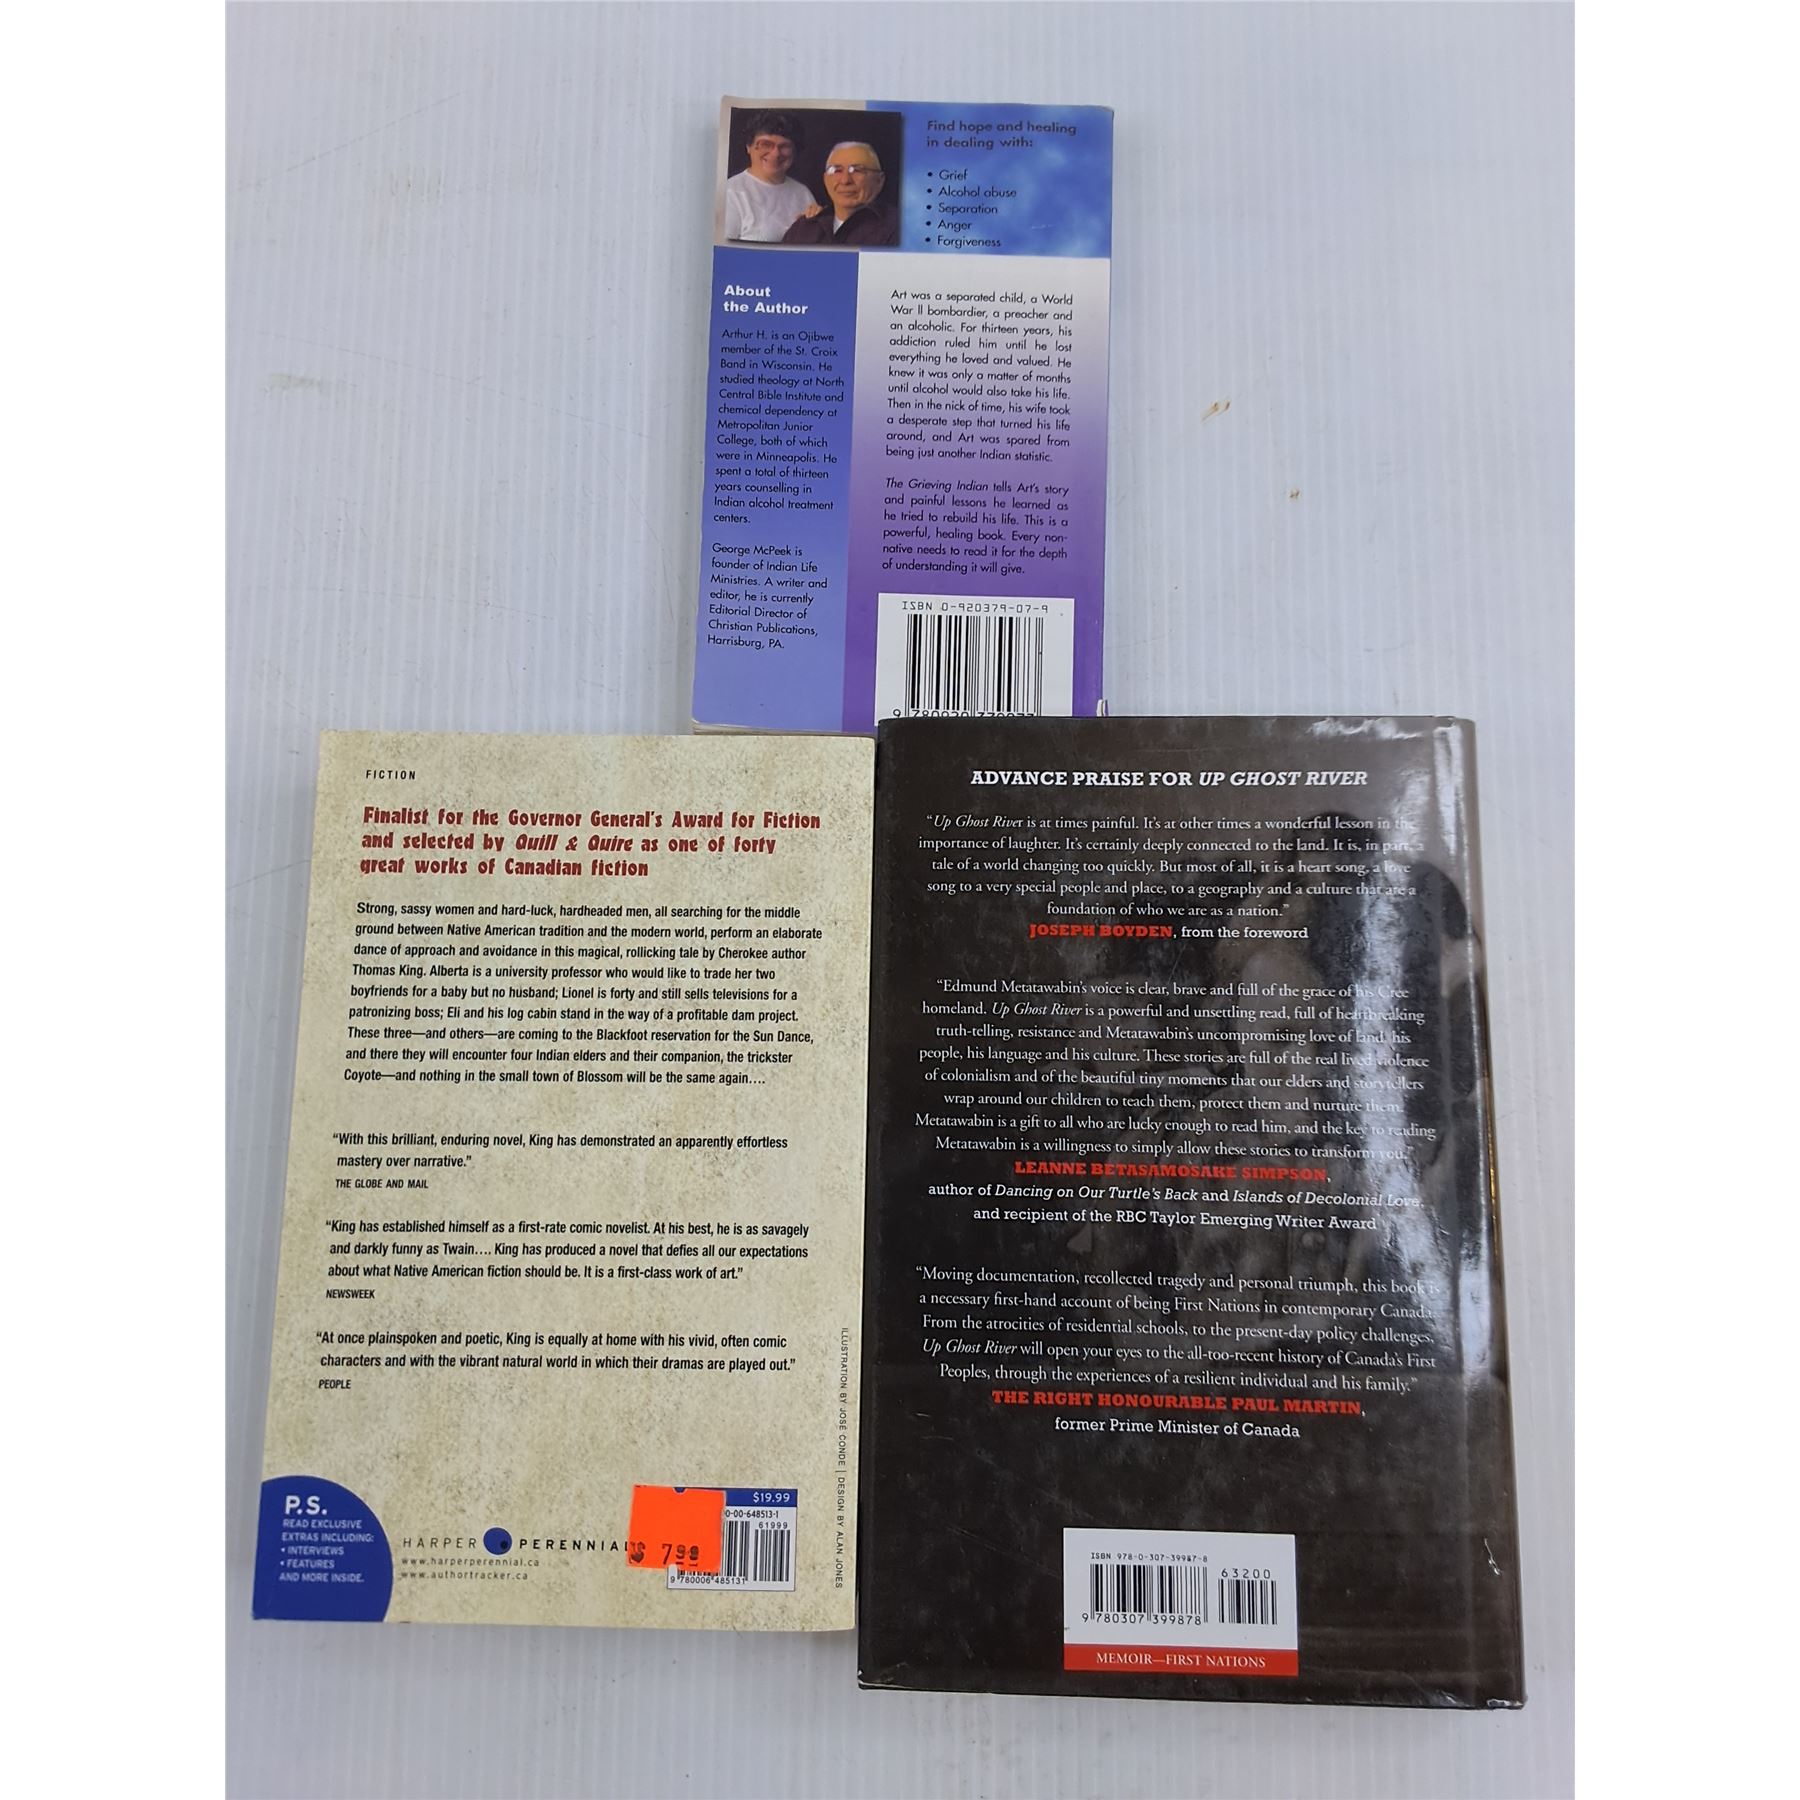 Find hope and healing
in dealing with:
• Grief
• Alcohol abuse
• Separation
• Anger
• Forgiveness
About
the Author
Arthur H. is an Ojibwe
member of the St. Croix
Band in Wisconsin. He
studied theology at North
Central Bible Institute and
chemical dependency at
Metropolitan Junior
College, both of which
were in Minneapolis. He
spent a total of thirteen
years counselling in
Indian alcohol treatment
centers.
George McPeek is
founder of Indian Life
Ministries. A writer and
editor, he is currently
Editorial Director of
Christian Publications,
Harrisburg, PA.
Art was a separated child, a World
War II bombardier, a preacher and
an alcoholic. For thirteen years, his
addiction ruled him until he lost
everything he loved and valued. He
knew it was only a matter of months
until alcohol would also take his life.
Then in the nick of time, his wife took
a desperate step that turned his life
around, and Art was spared from
being just another Indian statistic.
The Grieving Indian tells Art's story
and painful lessons he learned as
he tried to rebuild his life. This is a
powerful, healing book. Every non-
native needs to read it for the depth
of understanding it will give.
ISBN 0-920379-07-9
FICTION
Finalist for the Governor General's Award for Fiction
and selected by Quill & Quire as one of forty
great works of Canadian fiction
Strong, sassy women and hard-luck, hardheaded men, all searching for the middle
ground between Native American tradition and the modern world, perform an elaborate
dance of approach and avoidance in this magical, rollicking tale by Cherokee author
Thomas King. Alberta is a university professor who would like to trade her two
boyfriends for a baby but no husband; Lionel is forty and still sells televisions for a
patronizing boss; Eli and his log cabin stand in the way of a profitable dam project.
These three—and others—are coming to the Blackfoot reservation for the Sun Dance,
and there they will encounter four Indian elders and their companion, the trickster
Coyote—and nothing in the small town of Blossom will be the same again....
"With this brilliant, enduring novel, King has demonstrated an apparently effortless
mastery over narrative."
THE GLOBE AND MAIL
"King has established himself as a first-rate comic novelist. At his best, he is as savagely
and darkly funny as Twain.... King has produced a novel that defies all our expectations
about what Native American fiction should be. It is a first-class work of art."
NEWSWEEK
"At once plainspoken and poetic, King is equally at home with his vivid, often comic
characters and with the vibrant natural world in which their dramas are played out."
PEOPLE
ILLUSTRATION BY JOSÉ CONDE | DESIGN BY ALAN JONES
P.S.
READ EXCLUSIVE
EXTRAS INCLUDING:
• INTERVIEWS
• FEATURES
AND MORE INSIDE.
HARPER PERENNIAL
www.harperperennial.ca
www.authortracker.ca
$19.99
0-00-648513-1
61999
7.99
9 780006 485131
ADVANCE PRAISE FOR UP GHOST RIVER
"Up Ghost River is at times painful. It's at other times a wonderful lesson in the
importance of laughter. It's certainly deeply connected to the land. It is, in part, a
tale of a world changing too quickly. But most of all, it is a heart song, a love
song to a very special people and place, to a geography and a culture that are a
foundation of who we are as a nation."
JOSEPH BOYDEN, from the foreword
"Edmund Metatawabin's voice is clear, brave and full of the grace of his Cree
homeland. Up Ghost River is a powerful and unsettling read, full of heartbreaking
truth-telling, resistance and Metatawabin's uncompromising love of land, his
people, his language and his culture. These stories are full of the real lived violence
of colonialism and of the beautiful tiny moments that our elders and storytellers
wrap around our children to teach them, protect them and nurture them.
Metatawabin is a gift to all who are lucky enough to read him, and the key to reading
Metatawabin is a willingness to simply allow these stories to transform you."
LEANNE BETASAMOSAKE SIMPSON,
author of Dancing on Our Turtle's Back and Islands of Decolonial Love,
and recipient of the RBC Taylor Emerging Writer Award
"Moving documentation, recollected tragedy and personal triumph, this book is
a necessary first-hand account of being First Nations in contemporary Canada.
From the atrocities of residential schools, to the present-day policy challenges,
Up Ghost River will open your eyes to the all-too-recent history of Canada's First
Peoples, through the experiences of a resilient individual and his family."
THE RIGHT HONOURABLE PAUL MARTIN,
former Prime Minister of Canada
ISBN 978-0-307-39987-8
63200
9 780307 399878
MEMOIR—FIRST NATIONS